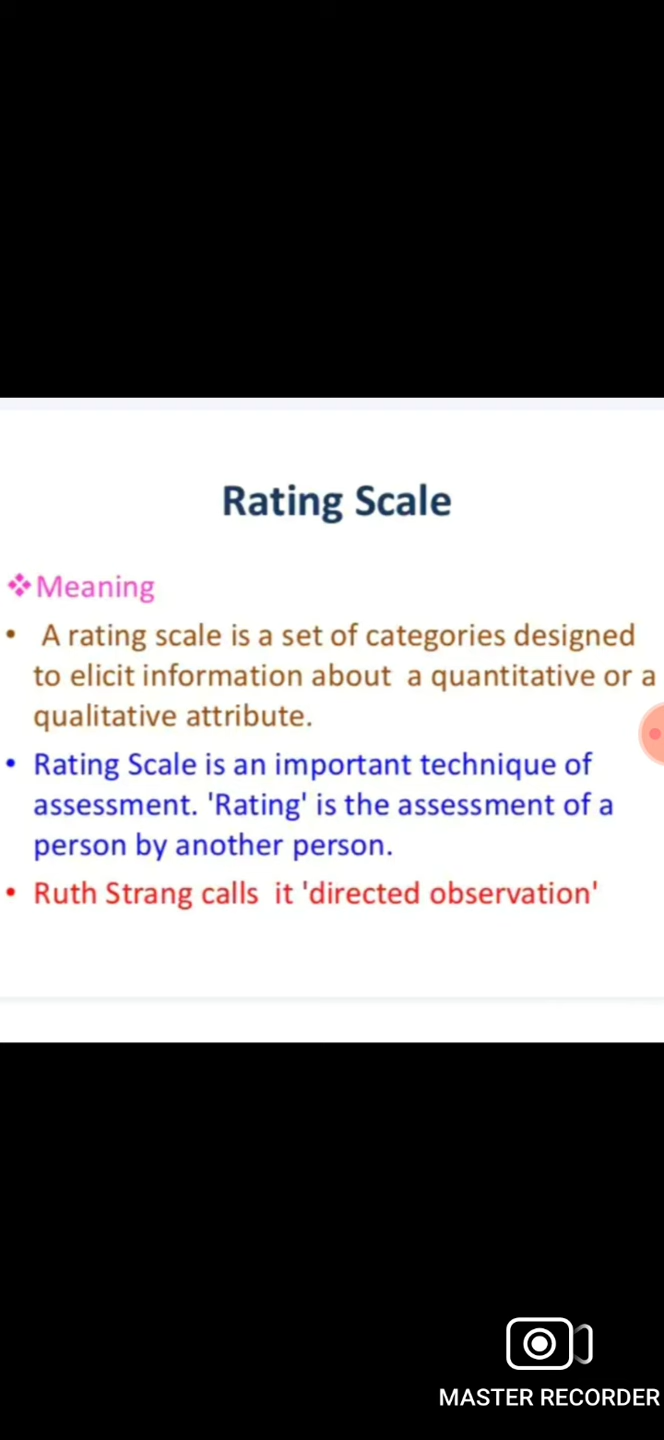 Rating Scale
❖Meaning
• A rating scale is a set of categories designed
to elicit information about a quantitative or a
qualitative attribute.
• Rating Scale is an important technique of
assessment. 'Rating' is the assessment of a
person by another person.
• Ruth Strang calls it 'directed observation'
MASTER RECORDER